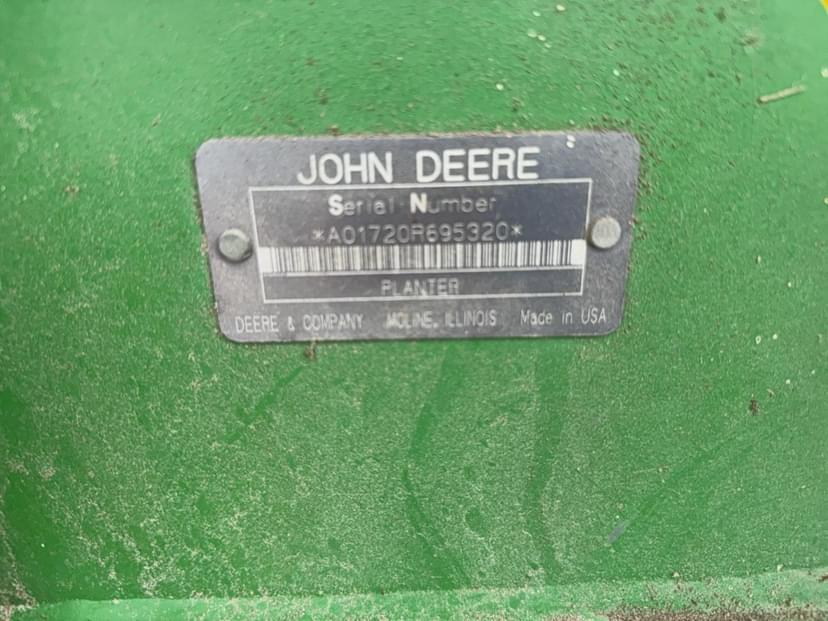 JOHN DEERE
Serial Number
*A01720R695320*
PLANTER
DEERE & COMPANY MOLINE, ILLINOIS Made in USA